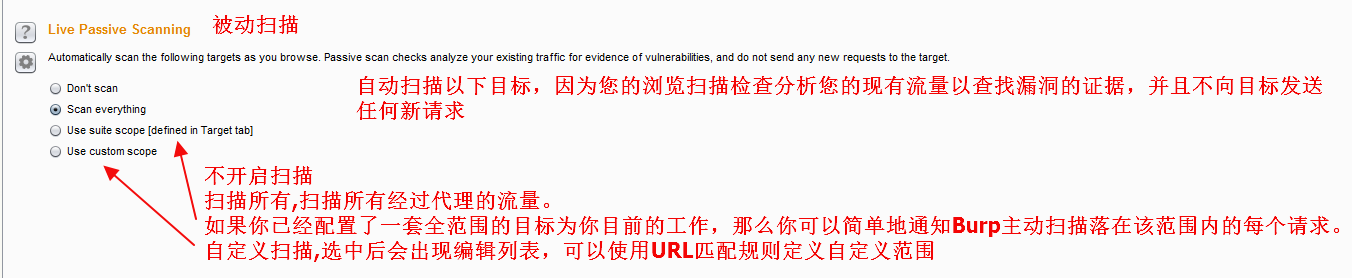 Live Passive Scanning 被动扫描
Automatically scan the following targets as you browse. Passive scan checks analyze your existing traffic for evidence of vulnerabilities, and do not send any new requests to the target.
Don't scan
Scan everything
Use suite scope [defined in Target tab]
Use custom scope
自动扫描以下目标，因为您的浏览扫描检查分析您的现有流量以查找漏洞的证据，并且不向目标发送
任何新请求
不开启扫描
扫描所有,扫描所有经过代理的流量。
如果你已经配置了一套全范围的目标为你目前的工作，那么你可以简单地通知Burp主动扫描落在该范围内的每个请求。
自定义扫描,选中后会出现编辑列表，可以使用URL匹配规则定义自定义范围